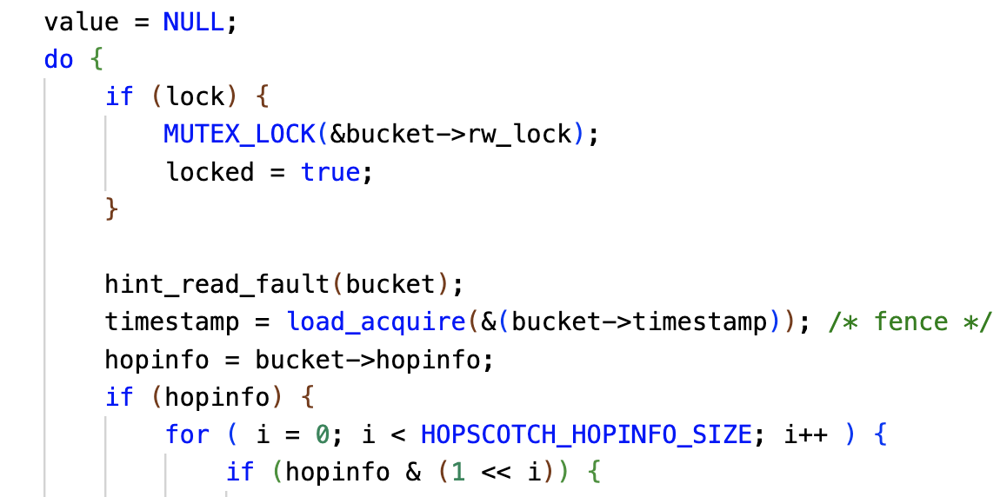 value = NULL;
do {
if (lock) {
MUTEX_LOCK(&bucket->rw_lock);
locked = true;
}
hint_read_fault(bucket);
timestamp = load_acquire(&(bucket->timestamp)); /* fence */
hopinfo = bucket->hopinfo;
if (hopinfo) {
for ( i = 0; i < HOPSCOTCH_HOPINFO_SIZE; i++ ) {
if (hopinfo & (1 << i)) {